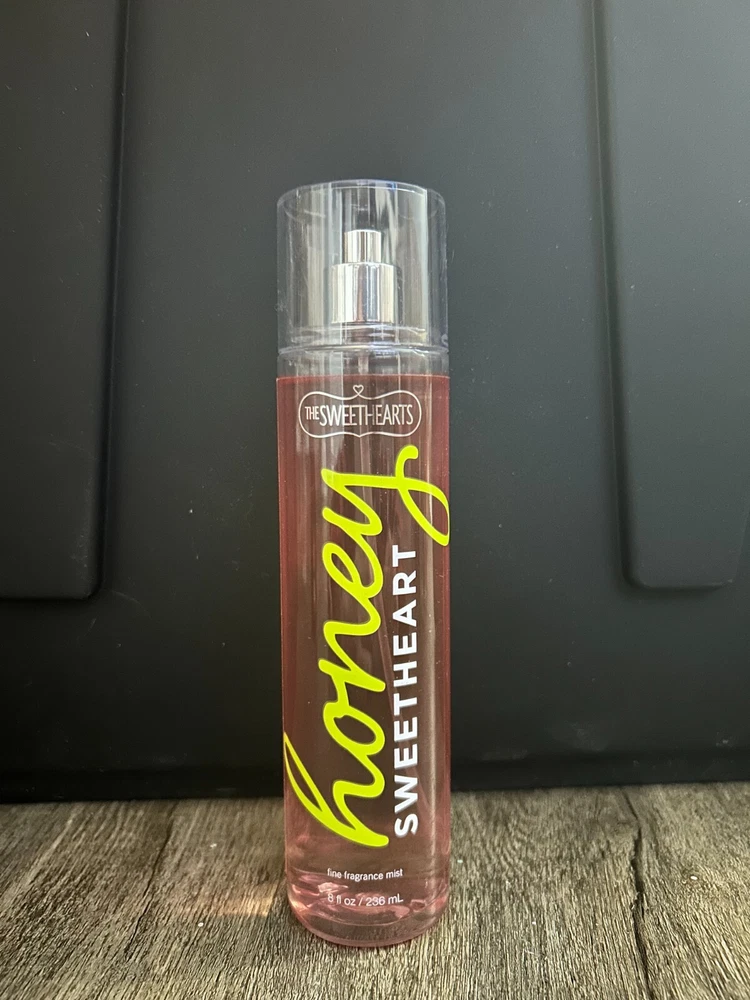 THE SWEETHEARTS
honey
SWEETHEART
fine fragrance mist
8 fl oz / 236 mL